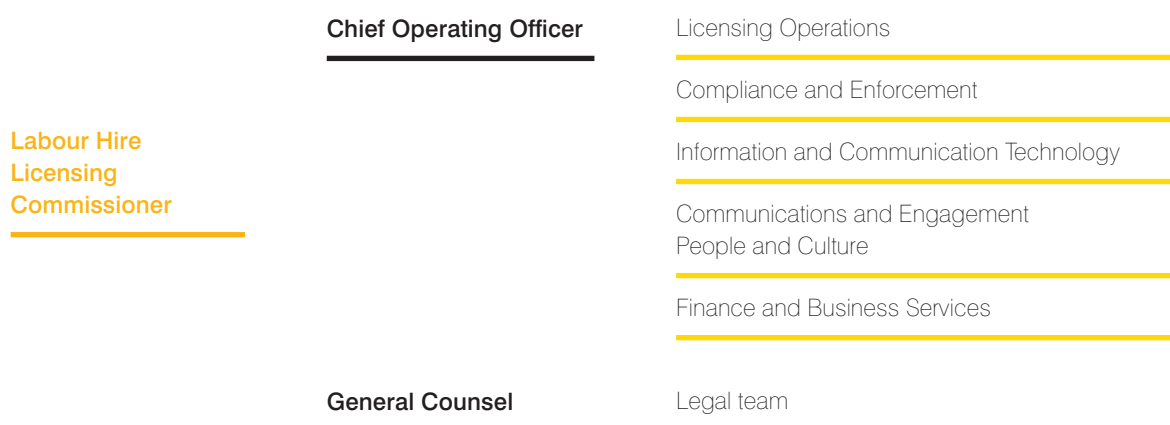 Labour Hire
Licensing
Commissioner
Chief Operating Officer
Licensing Operations
Compliance and Enforcement
Information and Communication Technology
Communications and Engagement
People and Culture
Finance and Business Services
General Counsel
Legal team